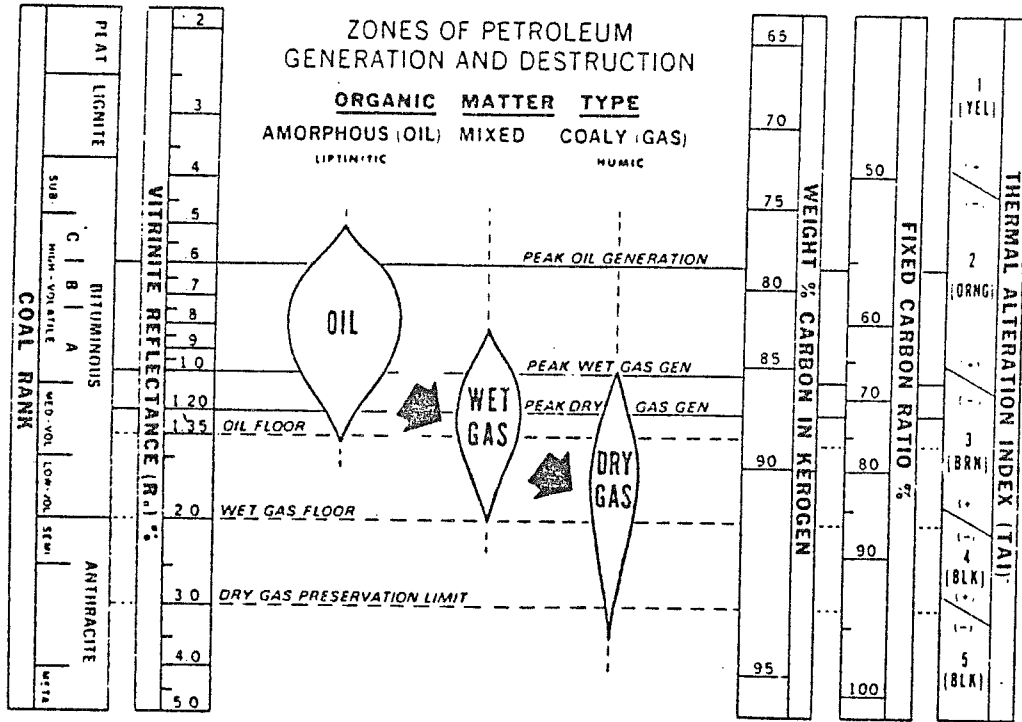 ZONES OF PETROLEUM
GENERATION AND DESTRUCTION
ORGANIC MATTER TYPE
AMORPHOUS (OIL) MIXED COALY (GAS)
LIPTINITIC HUMIC
COAL RANK
PEAT
LIGNITE
SUB.
HIGH-VOLATILE
C B A
MED-VOL
LOW-VOL
SEMI
META
BITUMINOUS
ANTHRACITE
VITRINITE REFLECTANCE (Ro) %
.2
.3
.4
.5
.6
.7
.8
.9
1.0
1.20
1.35
2.0
3.0
4.0
5.0
PEAK OIL GENERATION
OIL
PEAK WET GAS GEN
WET
GAS
PEAK DRY GAS GEN
OIL FLOOR
DRY
GAS
WET GAS FLOOR
DRY GAS PRESERVATION LIMIT
WEIGHT % CARBON IN KEROGEN
65
70
75
80
85
90
95
FIXED CARBON RATIO %
50
60
70
80
90
100
THERMAL ALTERATION INDEX (TAI)
1
(YEL)
(+)
(-)
2
(ORNG)
(+)
(-)
3
(BRN)
(+)
(-)
4
(BLK)
(+)
(-)
5
(BLK)